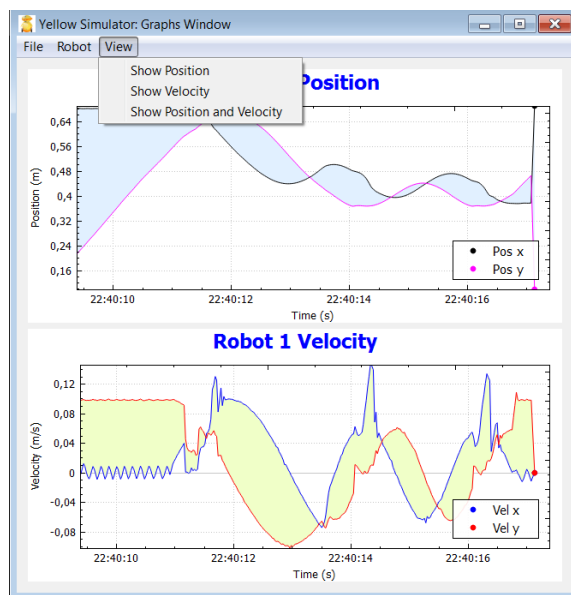 Yellow Simulator: Graphs Window
File Robot View
Show Position
Show Velocity
Show Position and Velocity
Position
0,64
0,56
0,48
0,4
0,32
0,24
0,16
Position (m)
Pos x
Pos y
22:40:10 22:40:12 22:40:14 22:40:16
Time (s)
Robot 1 Velocity
0,12
0,08
0,04
0
-0,04
-0,08
Velocity (m/s)
Vel x
Vel y
22:40:10 22:40:12 22:40:14 22:40:16
Time (s)